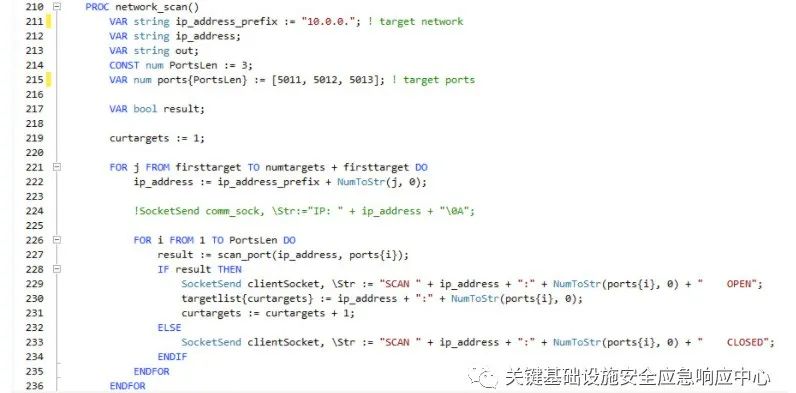 210 PROC network_scan()
211 VAR string ip_address_prefix := "10.0.0."; ! target network
212 VAR string ip_address;
213 VAR string out;
214 CONST num PortsLen := 3;
215 VAR num ports{PortsLen} := [5011, 5012, 5013]; ! target ports
216
217 VAR bool result;
218
219 curtargets := 1;
220
221 FOR j FROM firsttarget TO numtargets + firsttarget DO
222 ip_address := ip_address_prefix + NumToStr(j, 0);
223
224 !SocketSend comm_sock, \Str:="IP: " + ip_address + "\0A";
225
226 FOR i FROM 1 TO PortsLen DO
227 result := scan_port(ip_address, ports{i});
228 IF result THEN
229 SocketSend clientSocket, \Str := "SCAN " + ip_address + ":" + NumToStr(ports{i}, 0) + "    OPEN";
230 targetlist{curtargets} := ip_address + ":" + NumToStr(ports{i}, 0);
231 curtargets := curtargets + 1;
232 ELSE
233 SocketSend clientSocket, \Str := "SCAN " + ip_address + ":" + NumToStr(ports{i}, 0) + "    CLOSED";
234 ENDIF
235 ENDFOR
236 ENDFOR
关键基础设施安全应急响应中心